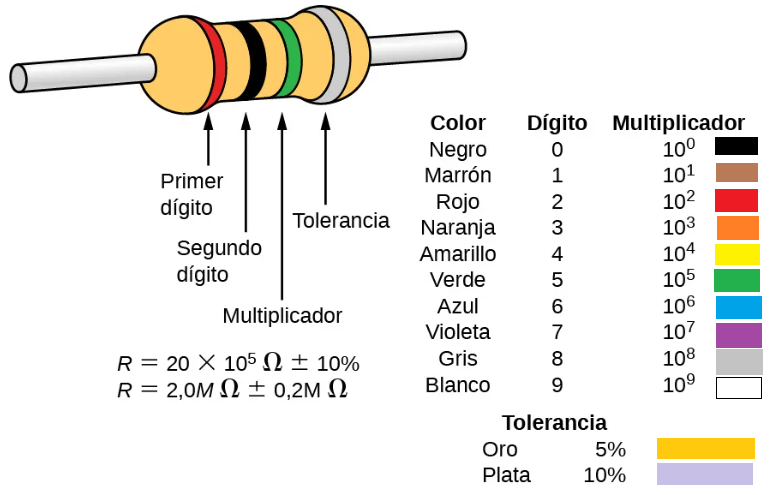 Primer
dígito
Segundo
dígito
Multiplicador
Tolerancia
R = 20 × 10⁵ Ω ± 10%
R = 2,0M Ω ± 0,2M Ω
Color Dígito Multiplicador
Negro 0 10⁰
Marrón 1 10¹
Rojo 2 10²
Naranja 3 10³
Amarillo 4 10⁴
Verde 5 10⁵
Azul 6 10⁶
Violeta 7 10⁷
Gris 8 10⁸
Blanco 9 10⁹
Tolerancia
Oro 5%
Plata 10%